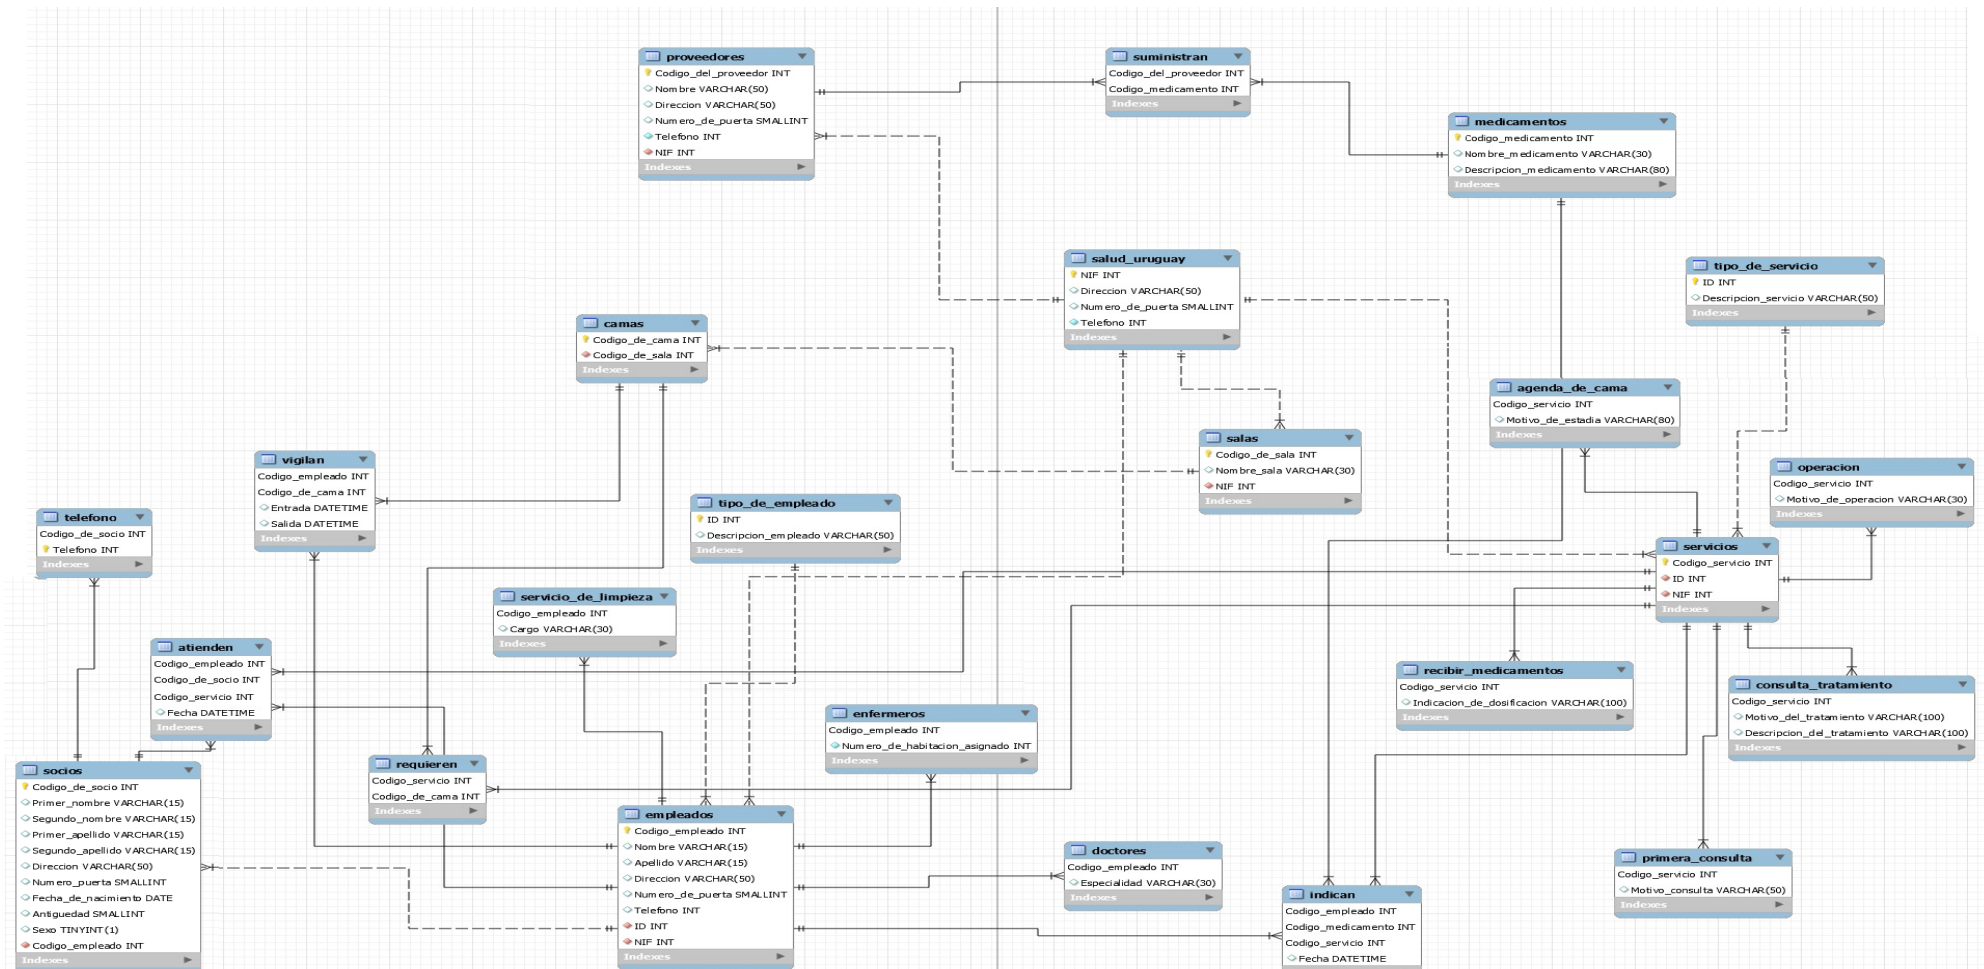 proveedores
Codigo_del_proveedor INT
Nombre VARCHAR(50)
Direccion VARCHAR(50)
Numero_de_puerta SMALLINT
Telefono INT
NIF INT
Indexes
suministran
Codigo_del_proveedor INT
Codigo_medicamento INT
Indexes
medicamentos
Codigo_medicamento INT
Nombre_medicamento VARCHAR(30)
Descripcion_medicamento VARCHAR(80)
Indexes
salud_uruguay
NIF INT
Direccion VARCHAR(50)
Numero_de_puerta SMALLINT
Telefono INT
Indexes
tipo_de_servicio
ID INT
Descripcion_servicio VARCHAR(50)
Indexes
camas
Codigo_de_cama INT
Codigo_de_sala INT
Indexes
agenda_de_cama
Codigo_servicio INT
Motivo_de_estadia VARCHAR(80)
Indexes
salas
Codigo_de_sala INT
Nombre_sala VARCHAR(30)
NIF INT
Indexes
vigilan
Codigo_empleado INT
Codigo_de_cama INT
Entrada DATETIME
Salida DATETIME
Indexes
operacion
Codigo_servicio INT
Motivo_de_operacion VARCHAR(30)
Indexes
tipo_de_empleado
ID INT
Descripcion_empleado VARCHAR(50)
Indexes
telefono
Codigo_de_socio INT
Telefono INT
Indexes
servicios
Codigo_servicio INT
ID INT
NIF INT
Indexes
servicio_de_limpieza
Codigo_empleado INT
Cargo VARCHAR(30)
Indexes
atienden
Codigo_empleado INT
Codigo_de_socio INT
Codigo_servicio INT
Fecha DATETIME
Indexes
recibir_medicamentos
Codigo_servicio INT
Indicacion_de_dosificacion VARCHAR(100)
Indexes
consulta_tratamiento
Codigo_servicio INT
Motivo_del_tratamiento VARCHAR(100)
Descripcion_del_tratamiento VARCHAR(100)
Indexes
enfermeros
Codigo_empleado INT
Numero_de_habitacion_asignado INT
Indexes
requieren
Codigo_servicio INT
Codigo_de_cama INT
Indexes
socios
Codigo_de_socio INT
Primer_nombre VARCHAR(15)
Segundo_nombre VARCHAR(15)
Primer_apellido VARCHAR(15)
Segundo_apellido VARCHAR(15)
Direccion VARCHAR(50)
Numero_puerta SMALLINT
Fecha_de_nacimiento DATE
Antiguedad SMALLINT
Sexo TINYINT(1)
Codigo_empleado INT
Indexes
empleados
Codigo_empleado INT
Nombre VARCHAR(15)
Apellido VARCHAR(15)
Direccion VARCHAR(50)
Numero_de_puerta SMALLINT
Telefono INT
ID INT
NIF INT
Indexes
doctores
Codigo_empleado INT
Especialidad VARCHAR(30)
Indexes
primera_consulta
Codigo_servicio INT
Motivo_consulta VARCHAR(50)
Indexes
indican
Codigo_empleado INT
Codigo_medicamento INT
Codigo_servicio INT
Fecha DATETIME